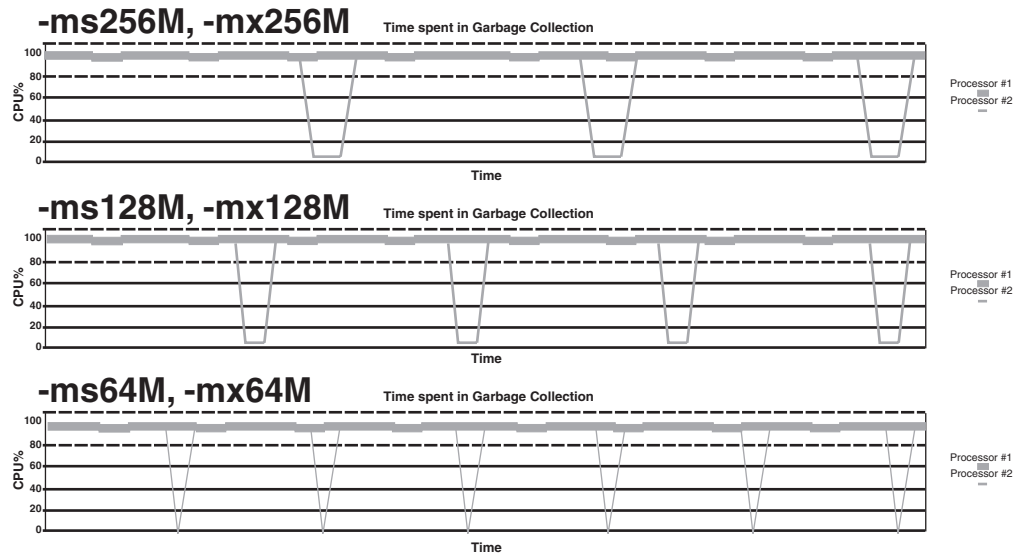 -ms256M, -mx256M
Time spent in Garbage Collection
100
80
60
40
20
0
CPU%
Time
Processor #1
Processor #2
-ms128M, -mx128M
Time spent in Garbage Collection
100
80
60
40
20
0
CPU%
Time
Processor #1
Processor #2
-ms64M, -mx64M
Time spent in Garbage Collection
100
80
60
40
20
0
CPU%
Time
Processor #1
Processor #2